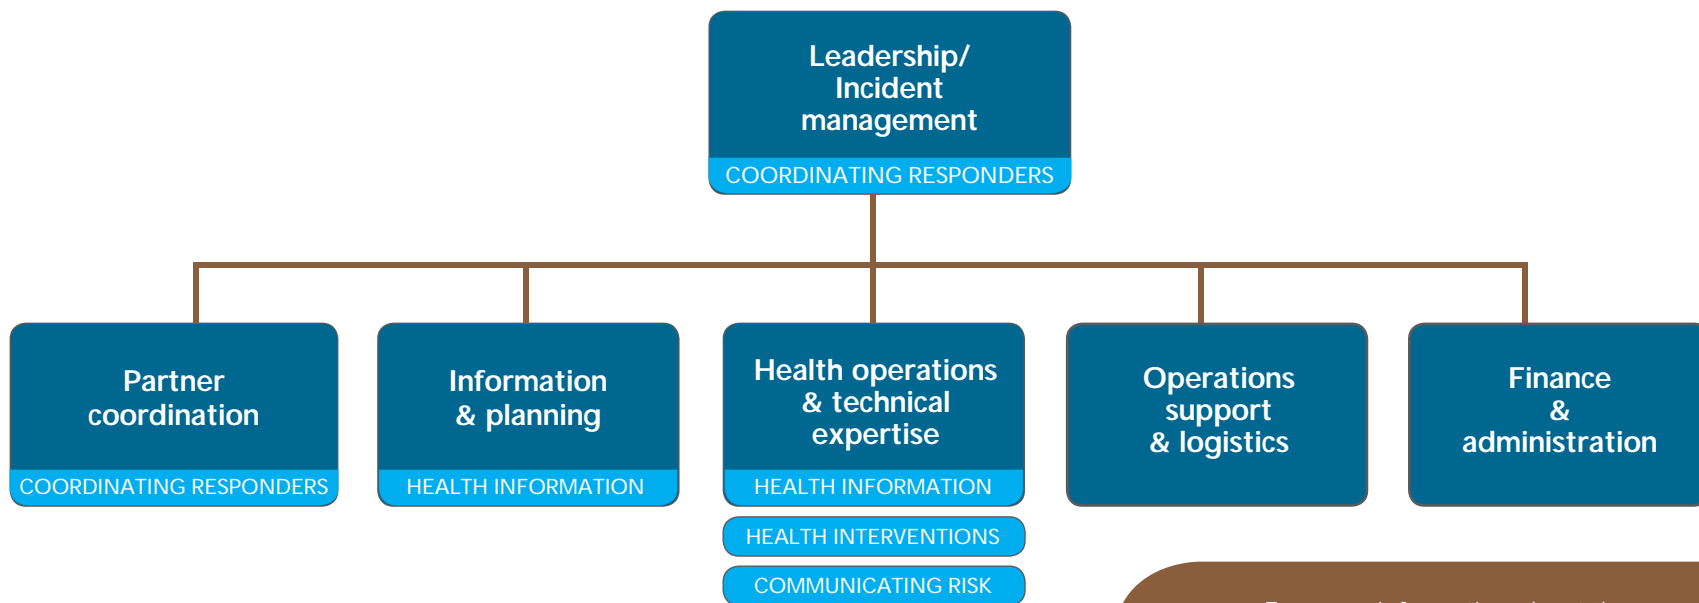 Leadership/
Incident
management
COORDINATING RESPONDERS
Partner
coordination
COORDINATING RESPONDERS
Information
& planning
HEALTH INFORMATION
Health operations
& technical
expertise
HEALTH INFORMATION
HEALTH INTERVENTIONS
COMMUNICATING RISK
Operations
support
& logistics
Finance
&
administration